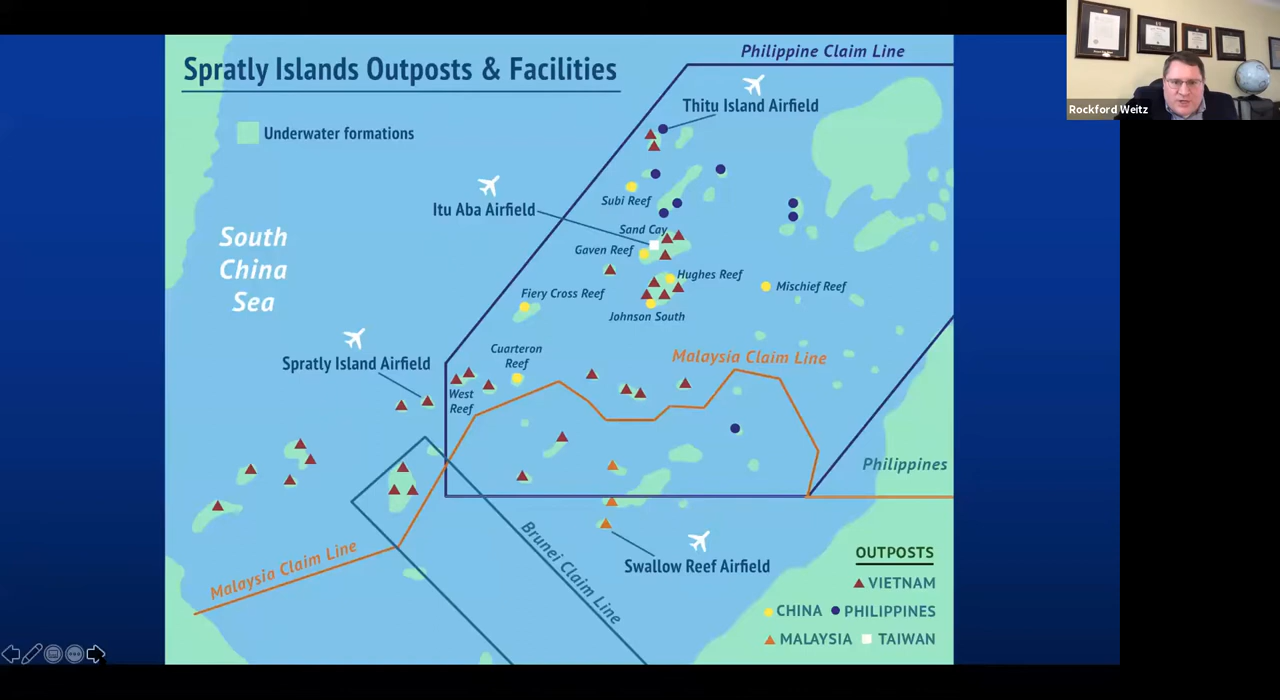 Spratly Islands Outposts & Facilities
Underwater formations
Philippine Claim Line
Rockford Weitz
Thitu Island Airfield
Subi Reef
Itu Aba Airfield
Sand Cay
Gaven Reef
South
China
Sea
Hughes Reef
Mischief Reef
Fiery Cross Reef
Johnson South
Cuarteron
Reef
Malaysia Claim Line
Spratly Island Airfield
West
Reef
Philippines
Brunei Claim Line
Malaysia Claim Line
Swallow Reef Airfield
OUTPOSTS
VIETNAM
CHINA PHILIPPINES
MALAYSIA TAIWAN